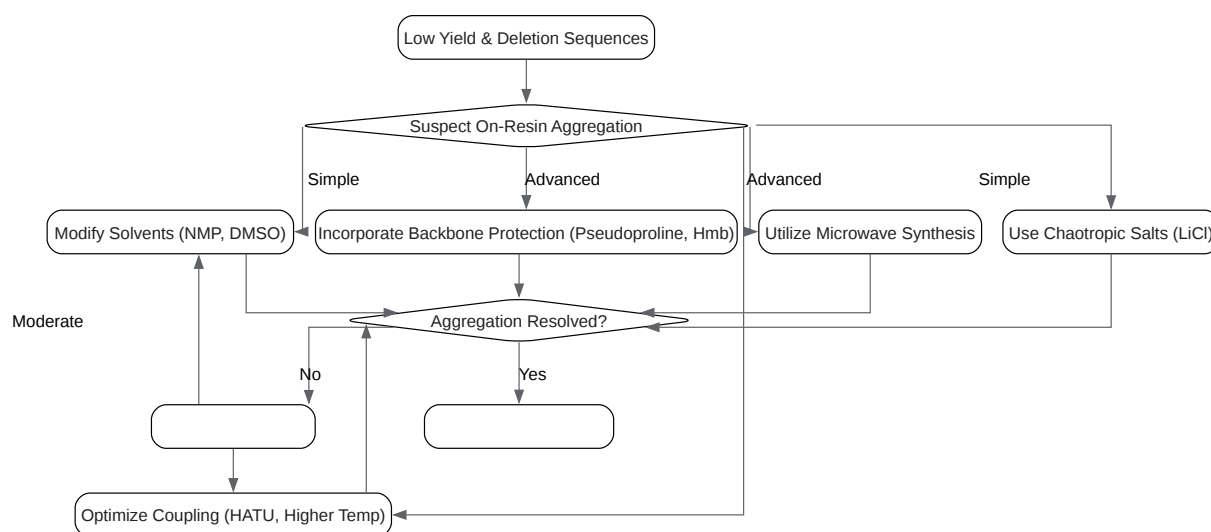 Low Yield & Deletion Sequences
Suspect On-Resin Aggregation
Simple
Advanced
Advanced
Simple
Modify Solvents (NMP, DMSO)
Incorporate Backbone Protection (Pseudoproline, Hmb)
Utilize Microwave Synthesis
Use Chaotropic Salts (LiCl)
Moderate
Aggregation Resolved?
No
Yes
Optimize Coupling (HATU, Higher Temp)